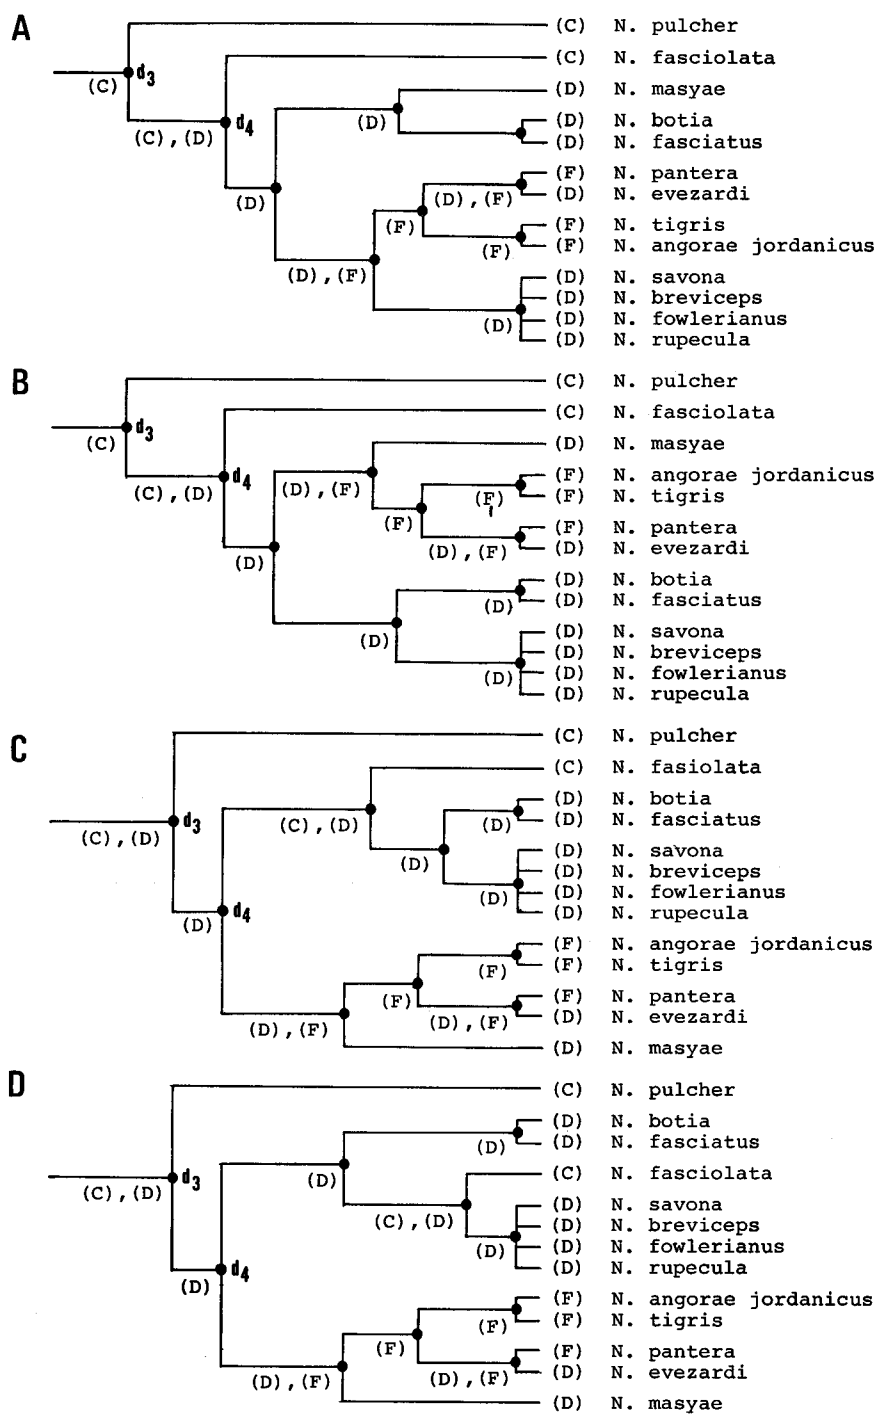 A
(C) N. pulcher
d3
(C)
(C) N. fasciolata
(C),(D) d4
(D) N. masyae
(D)
(D) N. botia
(D) N. fasciatus
(D)
(F) N. pantera
(D),(F) (D) N. evezardi
(F)
(F) N. tigris
(F) (F) N. angorae jordanicus
(D),(F)
(D) N. savona
(D) N. breviceps
(D) (D) N. fowlerianus
(D) N. rupecula
B
(C) N. pulcher
(C) d3
(C) N. fasciolata
(D) N. masyae
(C),(D) d4
(D),(F)
(F) N. angorae jordanicus
(F) (F) N. tigris
(F)
(F) N. pantera
(D),(F) (D) N. evezardi
(D)
(D) N. botia
(D) (D) N. fasciatus
(D)
(D) N. savona
(D) N. breviceps
(D) (D) N. fowlerianus
(D) N. rupecula
C
(C) N. pulcher
(C) N. fasiolata
(C),(D) d3
(C),(D)
(D) N. botia
(D) (D) N. fasciatus
(D)
(D) N. savona
(D) N. breviceps
(D) (D) N. fowlerianus
(D) N. rupecula
(D) d4
(F) N. angorae jordanicus
(F) (F) N. tigris
(F)
(F) N. pantera
(D),(F) (D),(F) (D) N. evezardi
(D) N. masyae
D
(C) N. pulcher
(D) N. botia
(D) (D) N. fasciatus
(C),(D) d3
(D)
(C) N. fasciolata
(C),(D)
(D) N. savona
(D) N. breviceps
(D) (D) N. fowlerianus
(D) N. rupecula
(D) d4
(F) N. angorae jordanicus
(F) (F) N. tigris
(F)
(F) N. pantera
(D),(F) (D),(F) (D) N. evezardi
(D) N. masyae